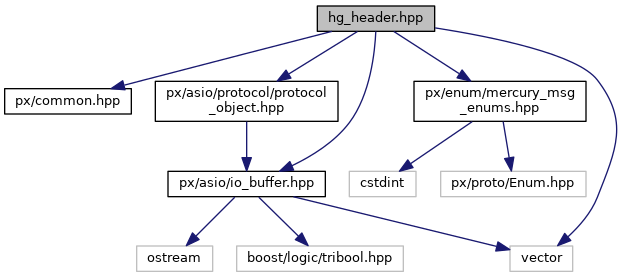 hg_header.hpp
px/common.hpp
px/asio/protocol/protocol
_object.hpp
px/enum/mercury_msg
_enums.hpp
px/asio/io_buffer.hpp
cstdint
px/proto/Enum.hpp
ostream
boost/logic/tribool.hpp
vector